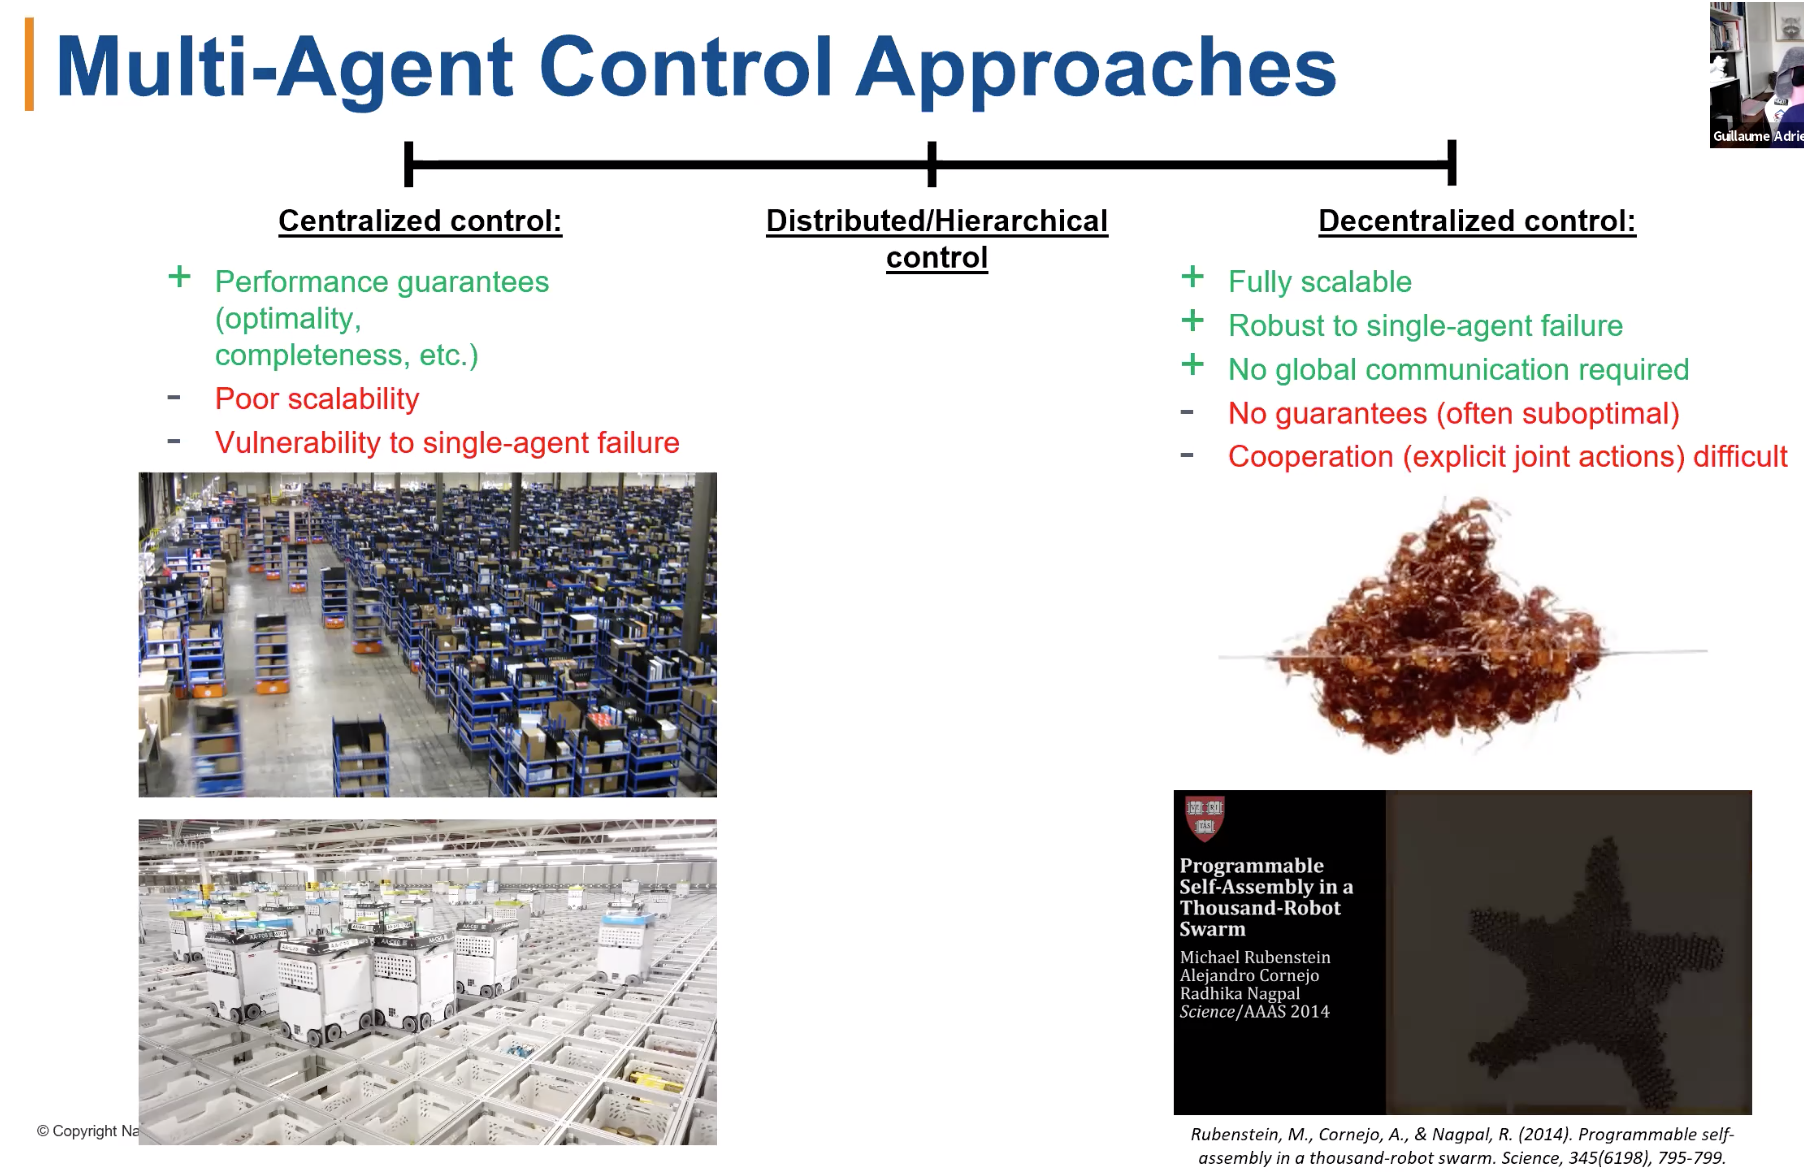 Multi-Agent Control Approaches
Guillaume Adrie
Centralized control:
+ Performance guarantees
(optimality,
completeness, etc.)
- Poor scalability
- Vulnerability to single-agent failure
Distributed/Hierarchical
control
Decentralized control:
+ Fully scalable
+ Robust to single-agent failure
+ No global communication required
- No guarantees (often suboptimal)
- Cooperation (explicit joint actions) difficult
Programmable
Self-Assembly in a
Thousand-Robot
Swarm
Michael Rubenstein
Alejandro Cornejo
Radhika Nagpal
Science/AAAS 2014
© Copyright Na
Rubenstein, M., Cornejo, A., & Nagpal, R. (2014). Programmable self-
assembly in a thousand-robot swarm. Science, 345(6198), 795-799.